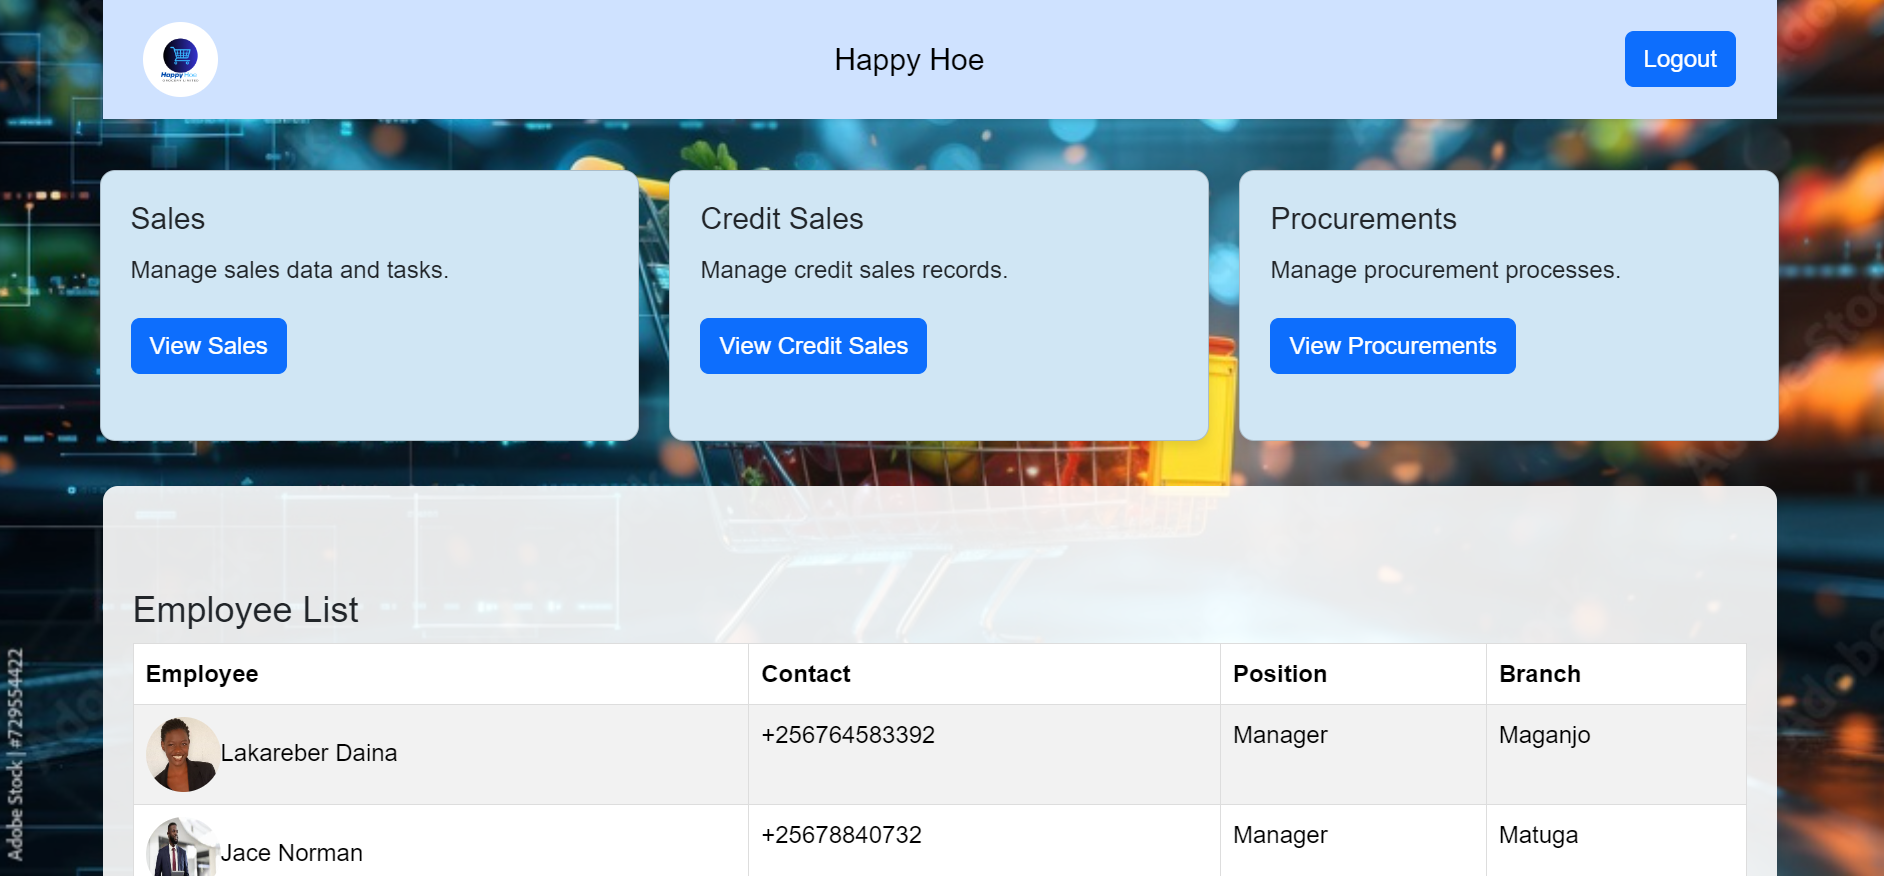 Happy Hoe
Happy Hoe
Logout
Sales
Manage sales data and tasks.
View Sales
Credit Sales
Manage credit sales records.
View Credit Sales
Procurements
Manage procurement processes.
View Procurements
Employee List
Employee Contact Position Branch
Lakareber Daina +256764583392 Manager Maganjo
Jace Norman +25678840732 Manager Matuga
Adobe Stock | #729554422